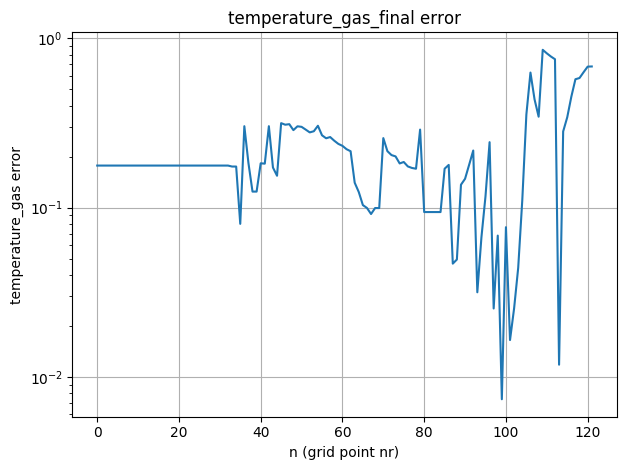 temperature_gas_final error
temperature_gas error
10⁰
10⁻¹
10⁻²
0 20 40 60 80 100 120
n (grid point nr)